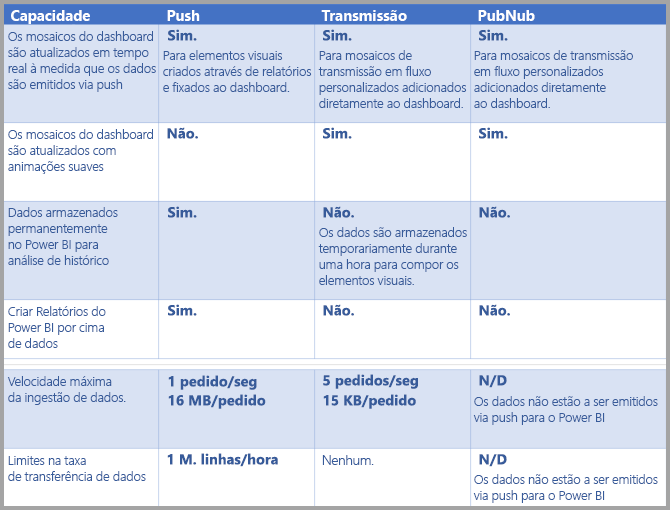 Capacidade Push Transmissão PubNub
Os mosaicos do dashboard
são atualizados em tempo
real à medida que os dados
são emitidos via push
Sim.
Para elementos visuais
criados através de relatórios
e fixados ao dashboard.
Sim.
Para mosaicos de
transmissão em fluxo
personalizados adicionados
diretamente ao dashboard.
Sim.
Para mosaicos de transmissão
em fluxo personalizados
adicionados diretamente
ao dashboard.
Os mosaicos do dashboard
são atualizados com
animações suaves
Não.
Sim.
Sim.
Dados armazenados
permanentemente
no Power BI para
análise de histórico
Sim.
Não.
Os dados são armazenados
temporariamente durante
uma hora para compor os
elementos visuais.
Não.
Criar Relatórios do
Power BI por cima
de dados
Sim.
Não.
Não.
Velocidade máxima
da ingestão de dados.
1 pedido/seg
16 MB/pedido
5 pedidos/seg
15 KB/pedido
N/D
Os dados não estão a ser emitidos
via push para o Power BI
Limites na taxa
de transferência de dados
1 M. linhas/hora
Nenhum.
N/D
Os dados não estão a ser emitidos
via push para o Power BI